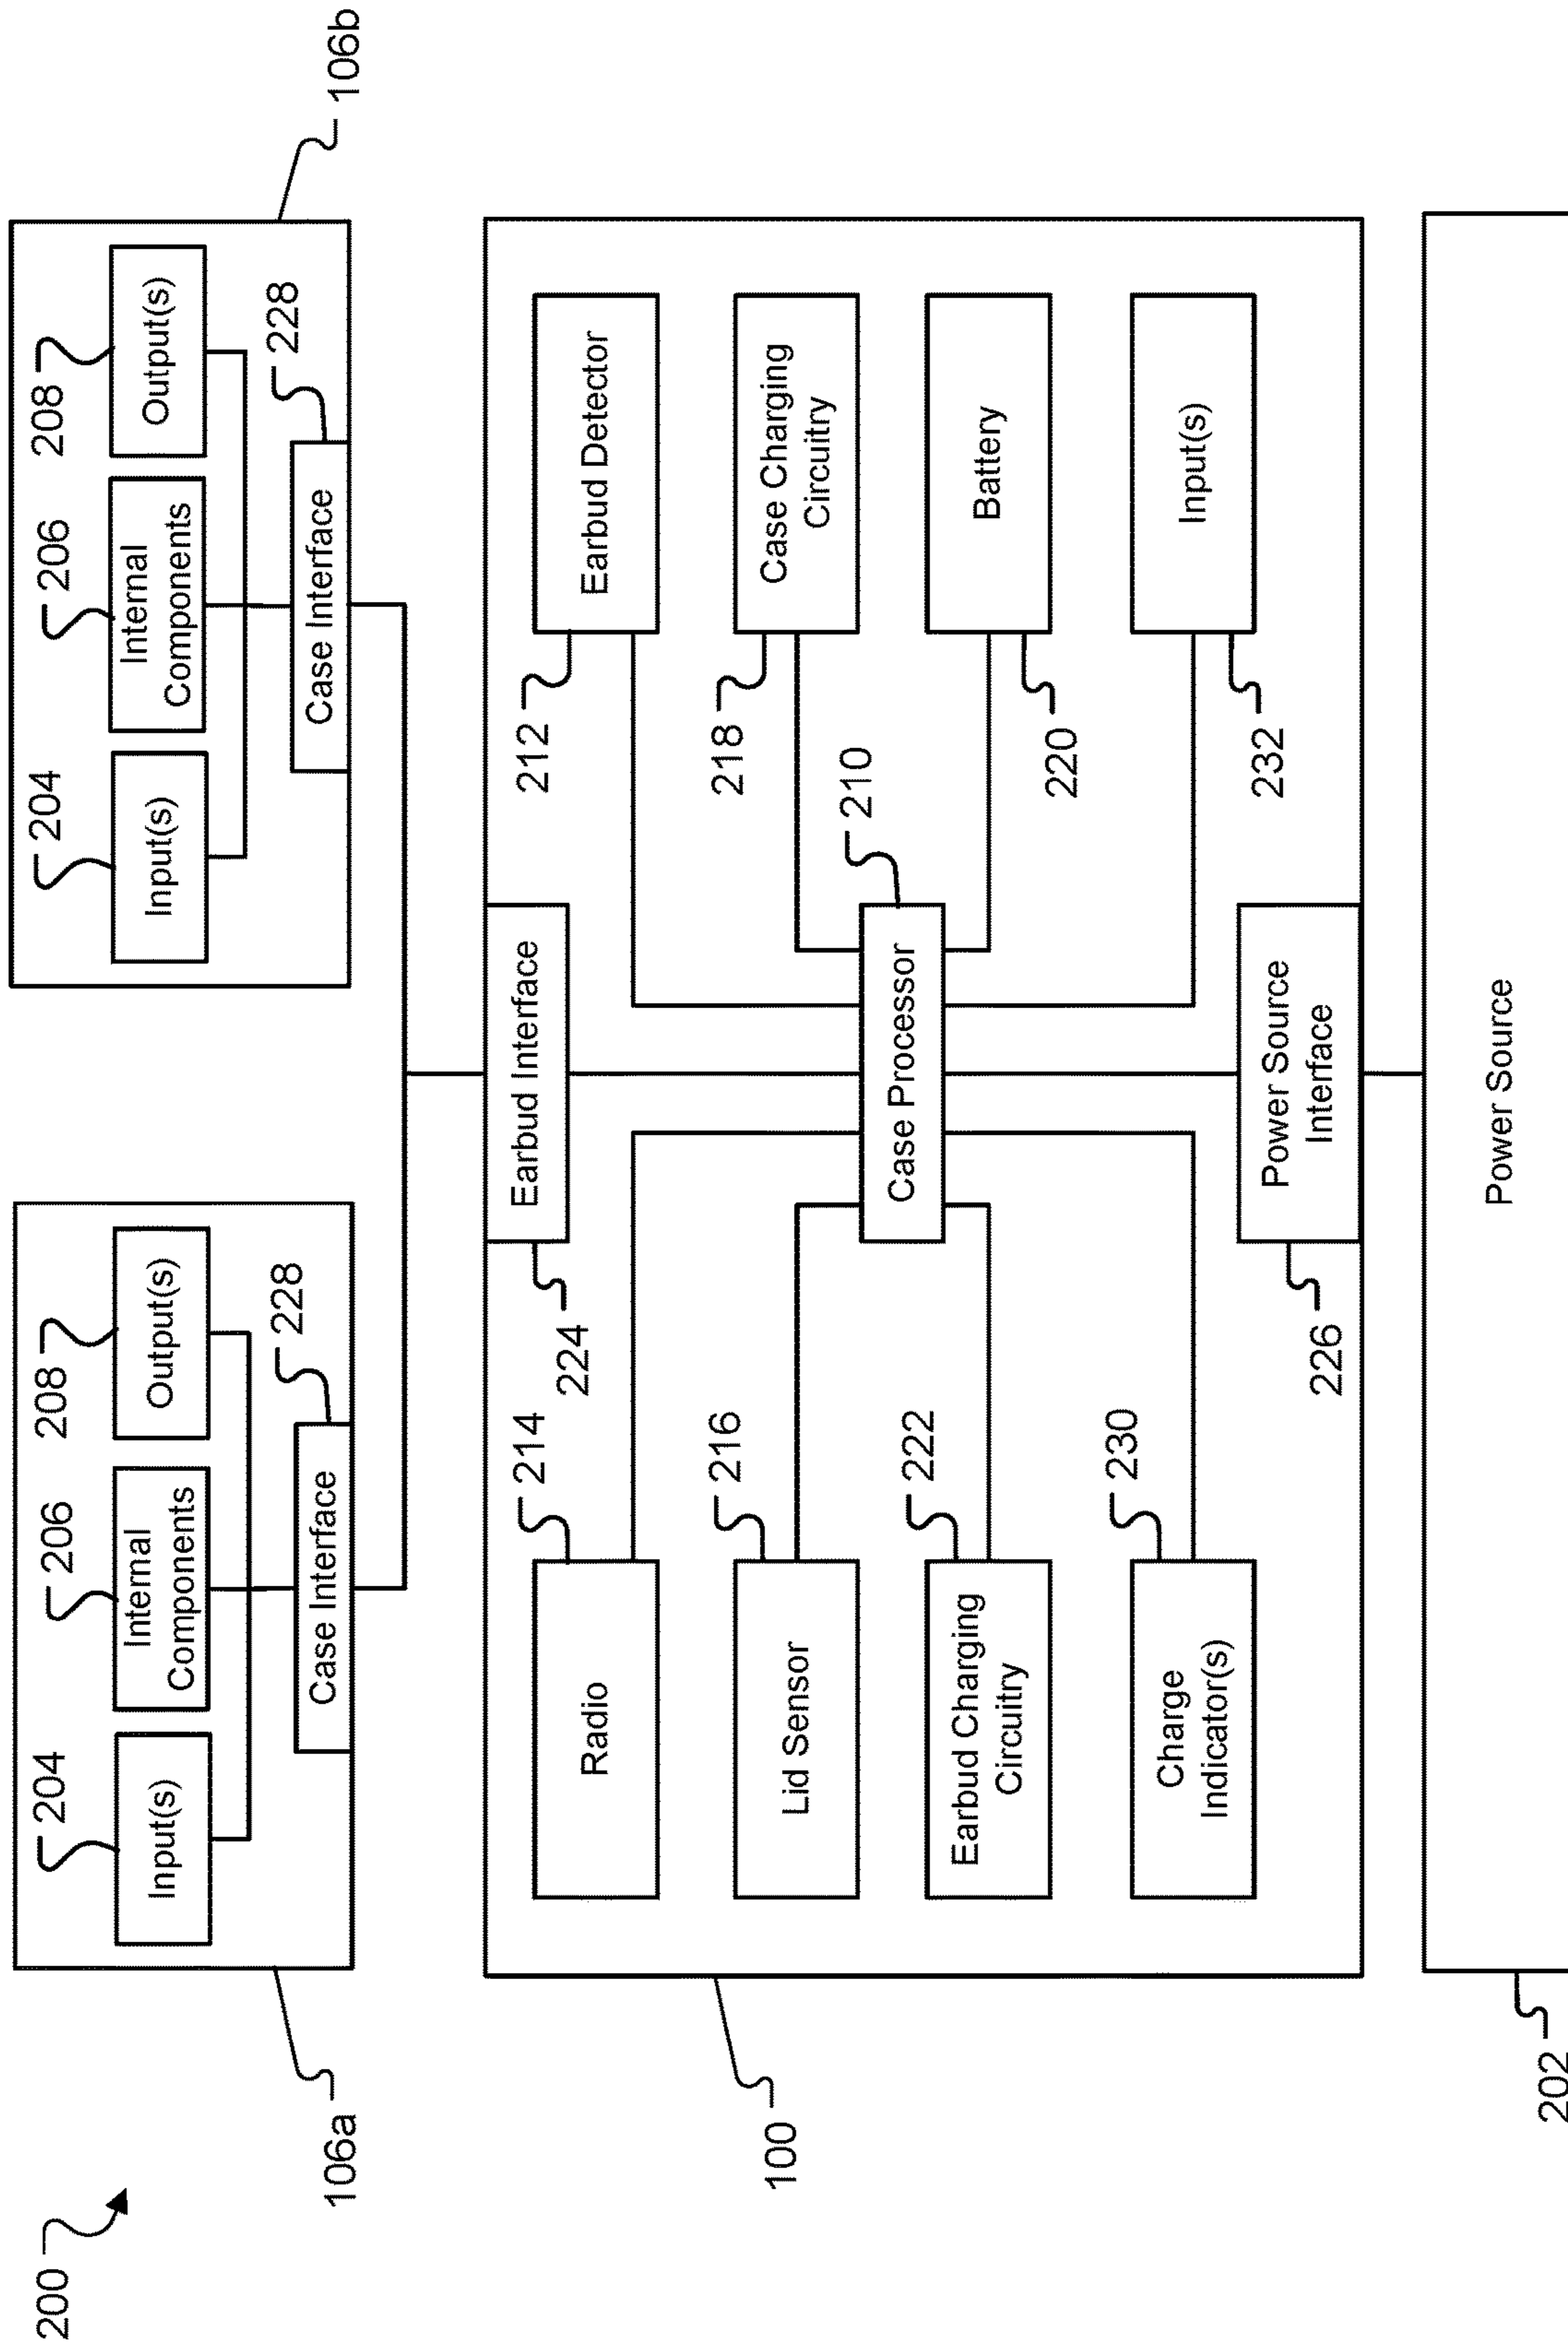 200
106a
204
206
208
Input(s)
Internal
Components
Output(s)
228
Case Interface
106b
204
206
208
Input(s)
Internal
Components
Output(s)
228
Case Interface
100
224
Earbud Interface
214
Radio
212
Earbud Detector
216
Lid Sensor
218
Case Charging
Circuitry
210
Case Processor
222
Earbud Charging
Circuitry
220
Battery
230
Charge
Indicator(s)
232
Input(s)
226
Power Source
Interface
202
Power Source